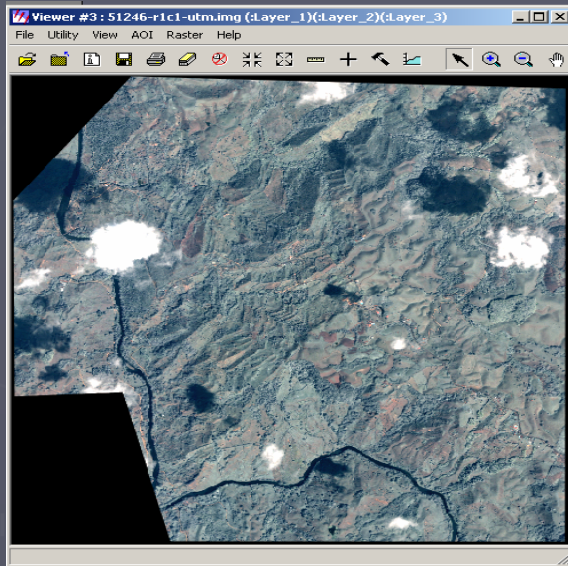 Viewer #3 : 51246-r1c1-utm.img (:Layer_1)(:Layer_2)(:Layer_3)
File Utility View AOI Raster Help